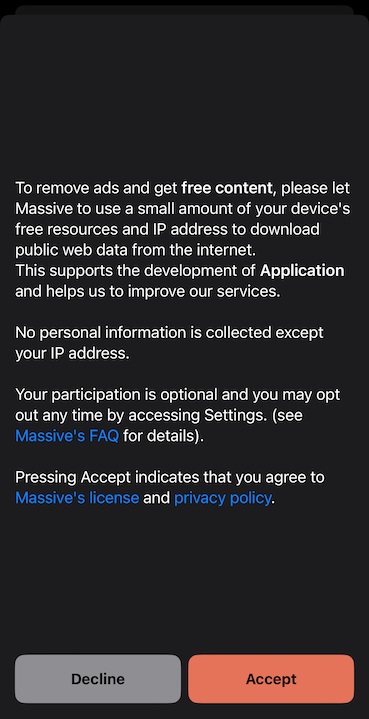 To remove ads and get free content, please let
Massive to use a small amount of your device's
free resources and IP address to download
public web data from the internet.
This supports the development of Application
and helps us to improve our services.
No personal information is collected except
your IP address.
Your participation is optional and you may opt
out any time by accessing Settings. (see
Massive's FAQ for details).
Pressing Accept indicates that you agree to
Massive's license and privacy policy.
Decline
Accept